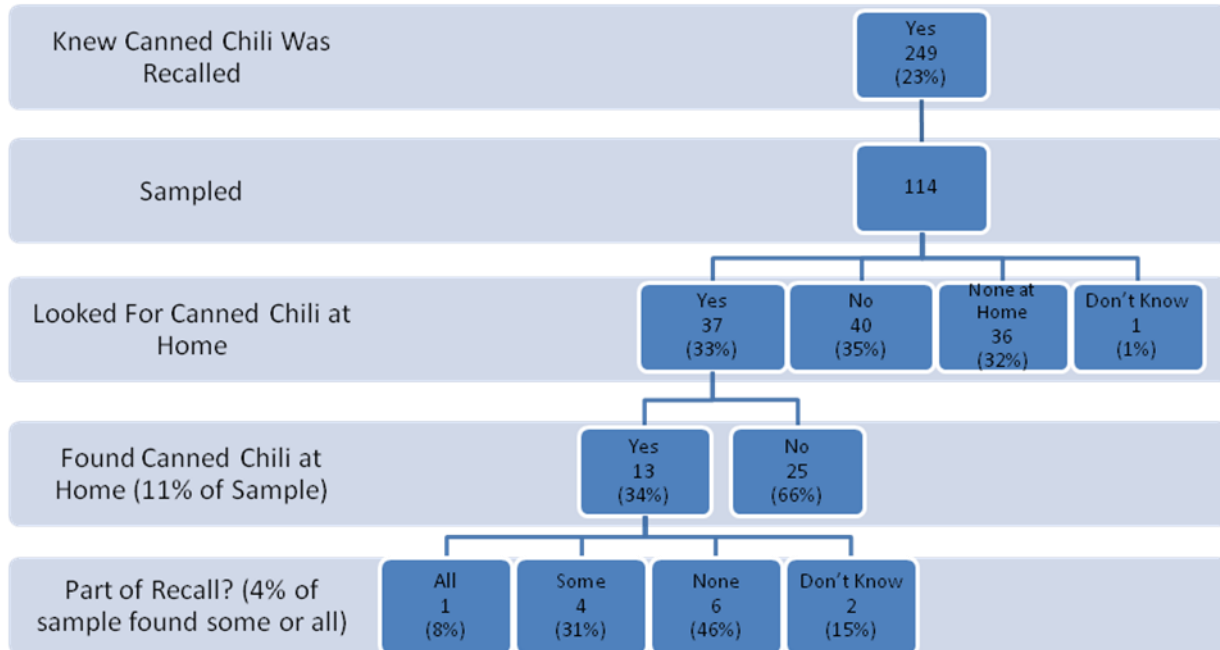 Knew Canned Chili Was
Recalled
Yes
249
(23%)
Sampled
114
Looked For Canned Chili at
Home
Yes
37
(33%)
No
40
(35%)
None at
Home
36
(32%)
Don't Know
1
(1%)
Found Canned Chili at
Home (11% of Sample)
Yes
13
(34%)
No
25
(66%)
Part of Recall? (4% of
sample found some or all)
All
1
(8%)
Some
4
(31%)
None
6
(46%)
Don't Know
2
(15%)